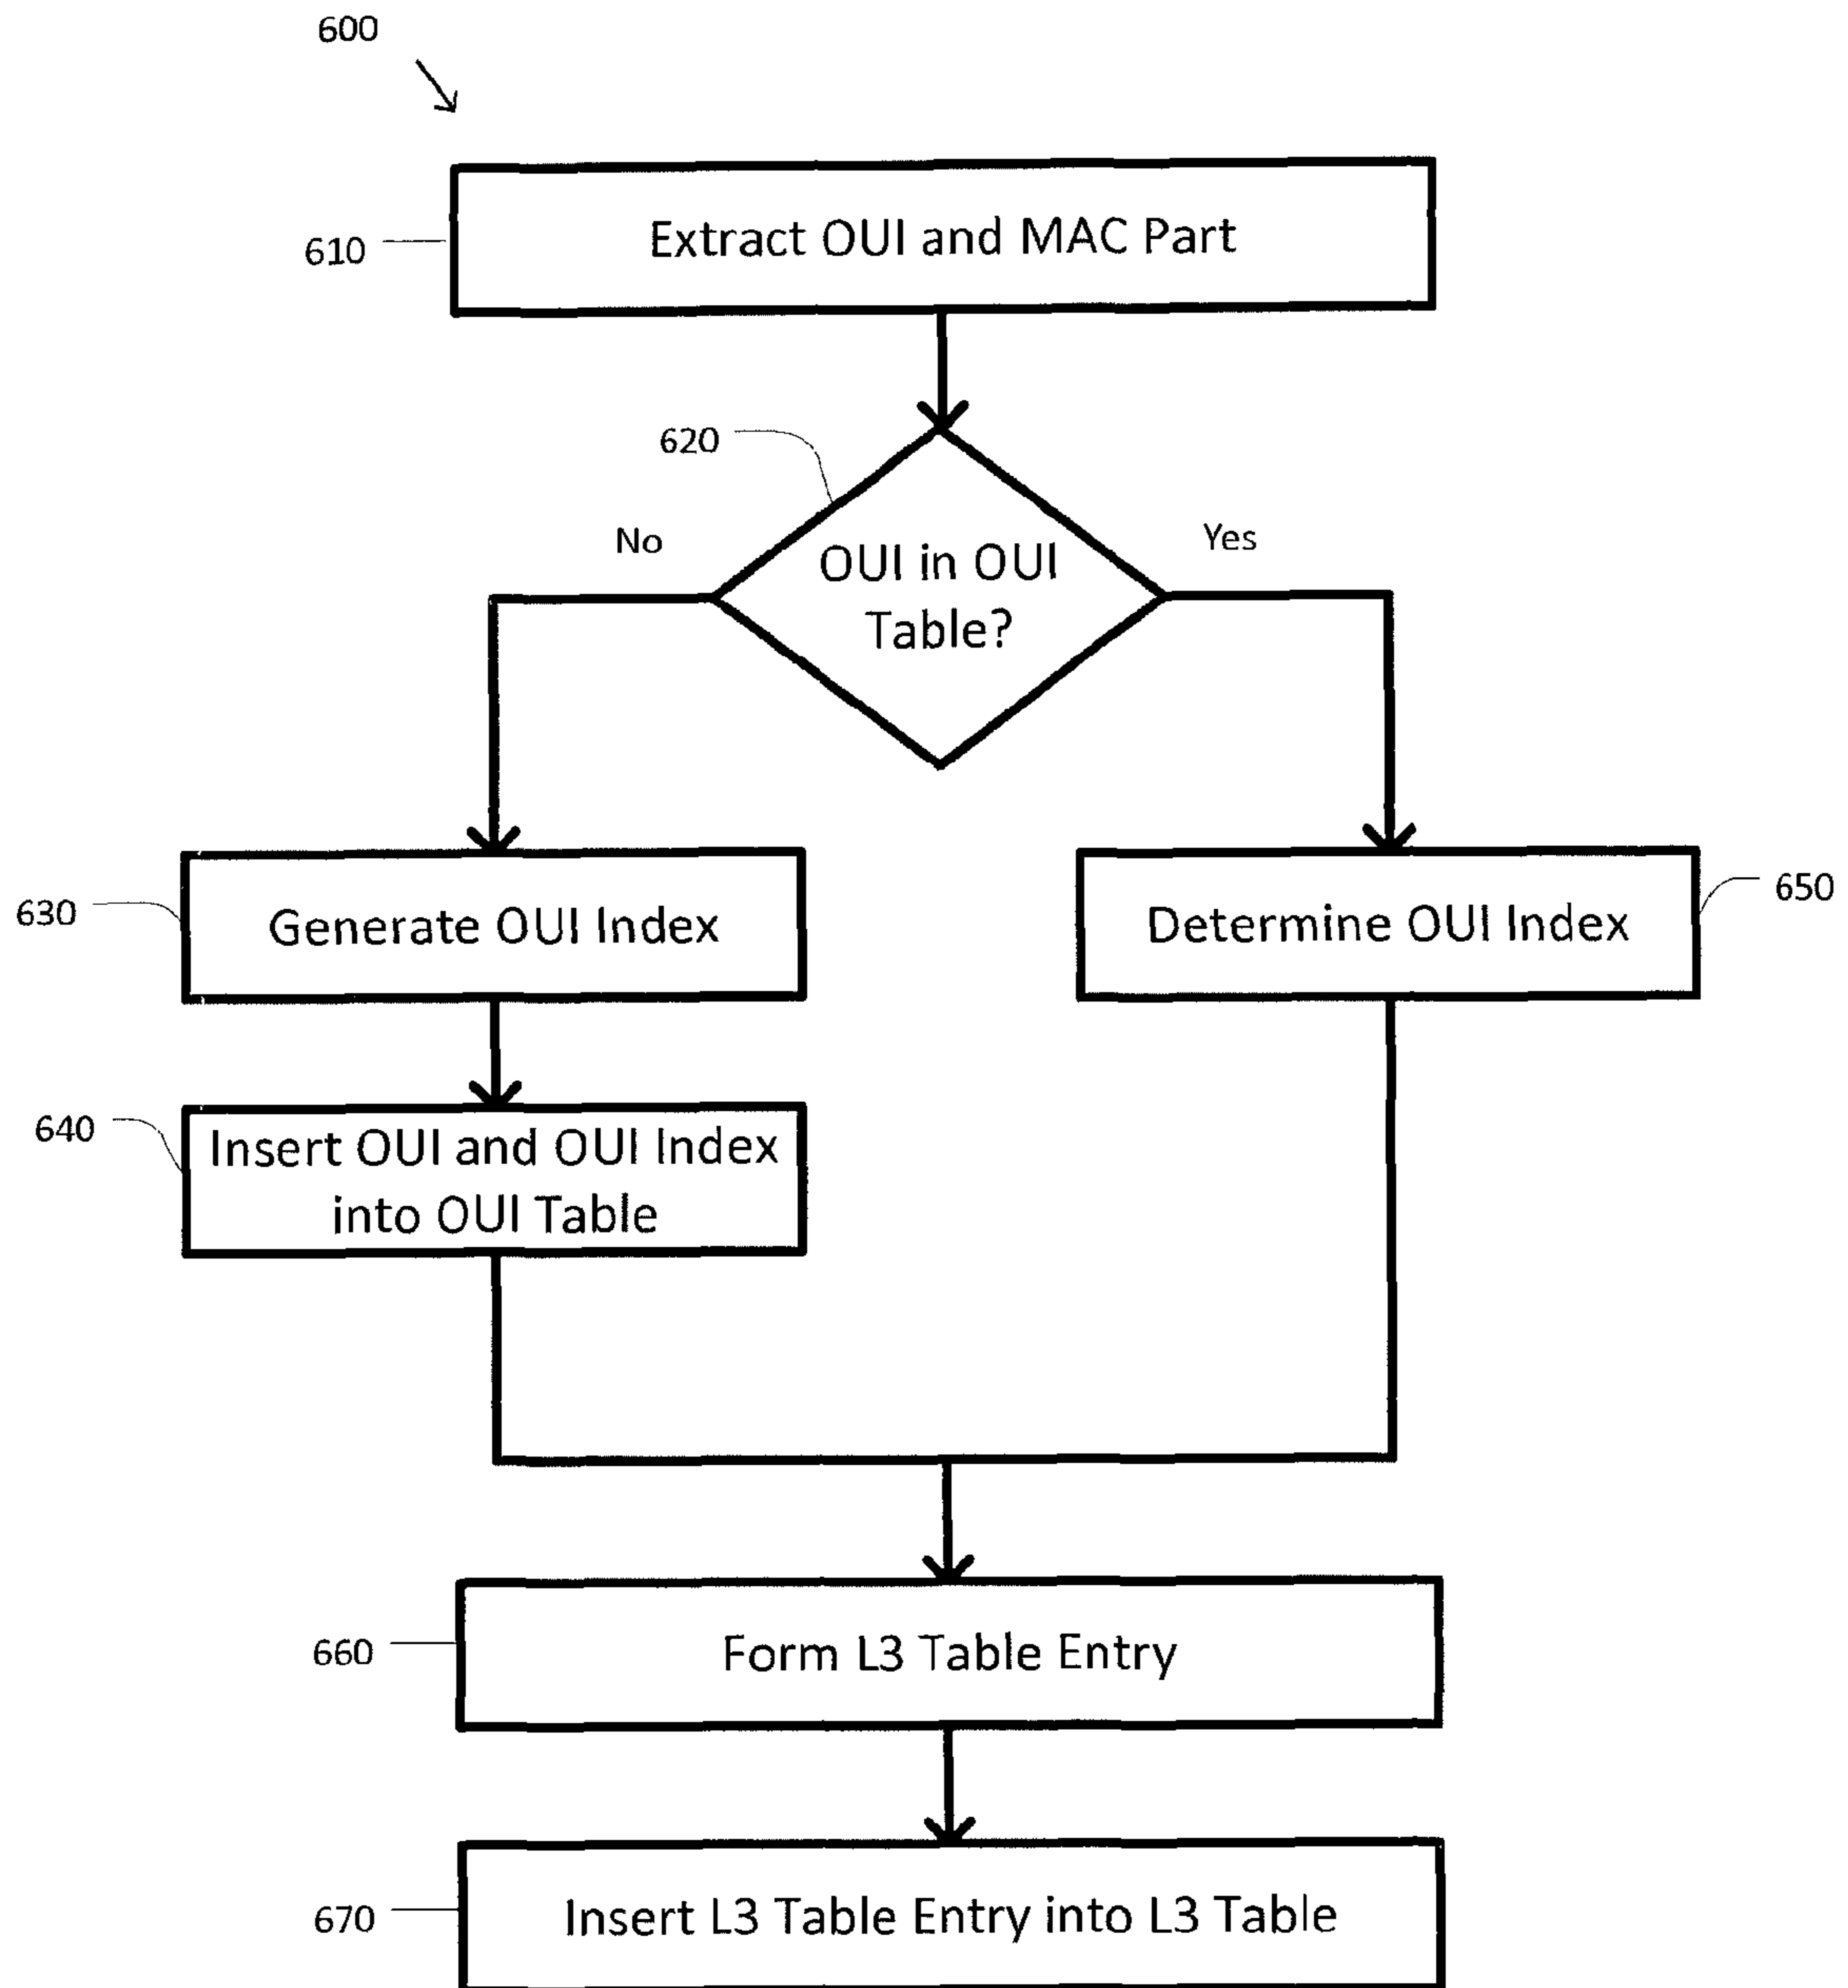 600
610
Extract OUI and MAC Part
620
No
Yes
OUI in OUI
Table?
630
Generate OUI Index
Determine OUI Index
650
640
Insert OUI and OUI Index
into OUI Table
660
Form L3 Table Entry
670
Insert L3 Table Entry into L3 Table